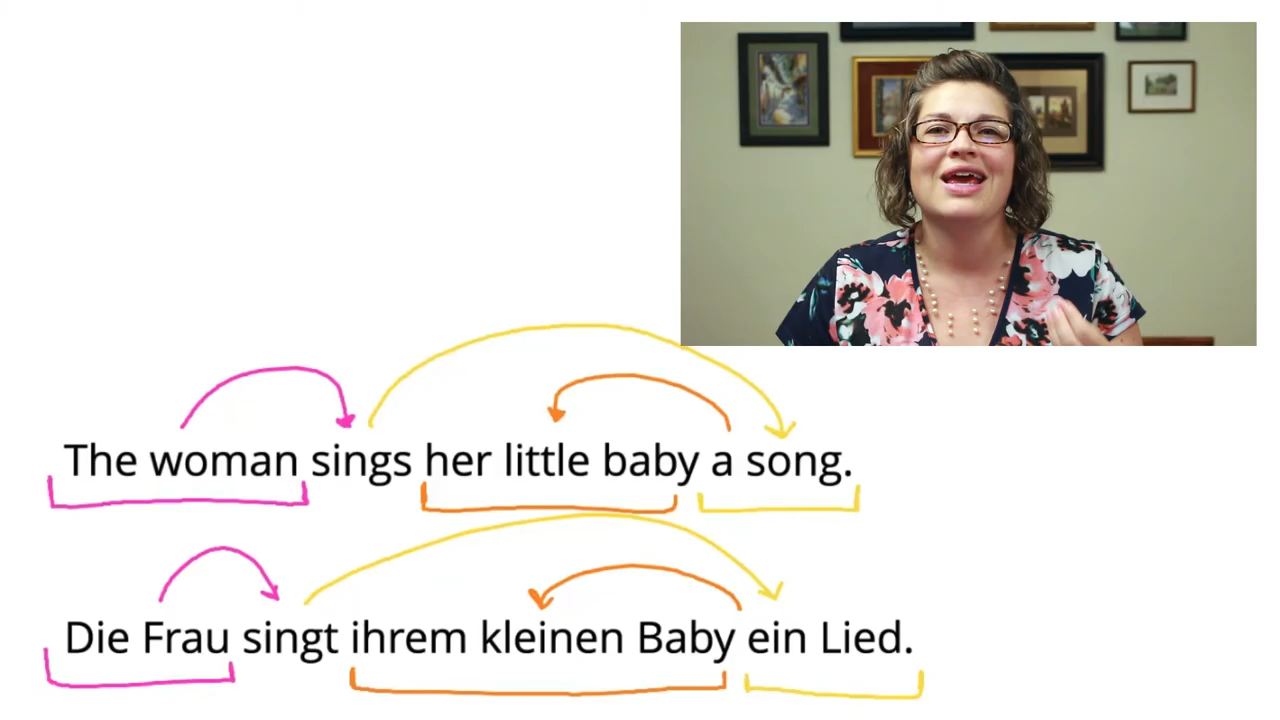 The woman sings her little baby a song.
Die Frau singt ihrem kleinen Baby ein Lied.